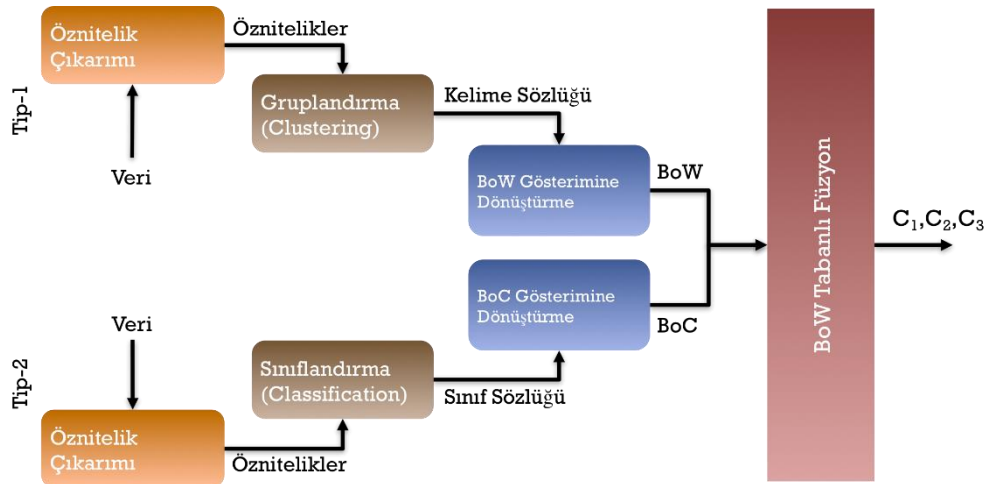 Tip-1
Öznitelik
Çıkarımı
Öznitelikler
Veri
Gruplandırma
(Clustering)
Kelime Sözlüğü
BoW Gösterimine
Dönüştürme
BoW
Tip-2
Veri
Öznitelik
Çıkarımı
Öznitelikler
Sınıflandırma
(Classification)
Sınıf Sözlüğü
BoC Gösterimine
Dönüştürme
BoC
BoW Tabanlı Füzyon
C₁,C₂,C₃